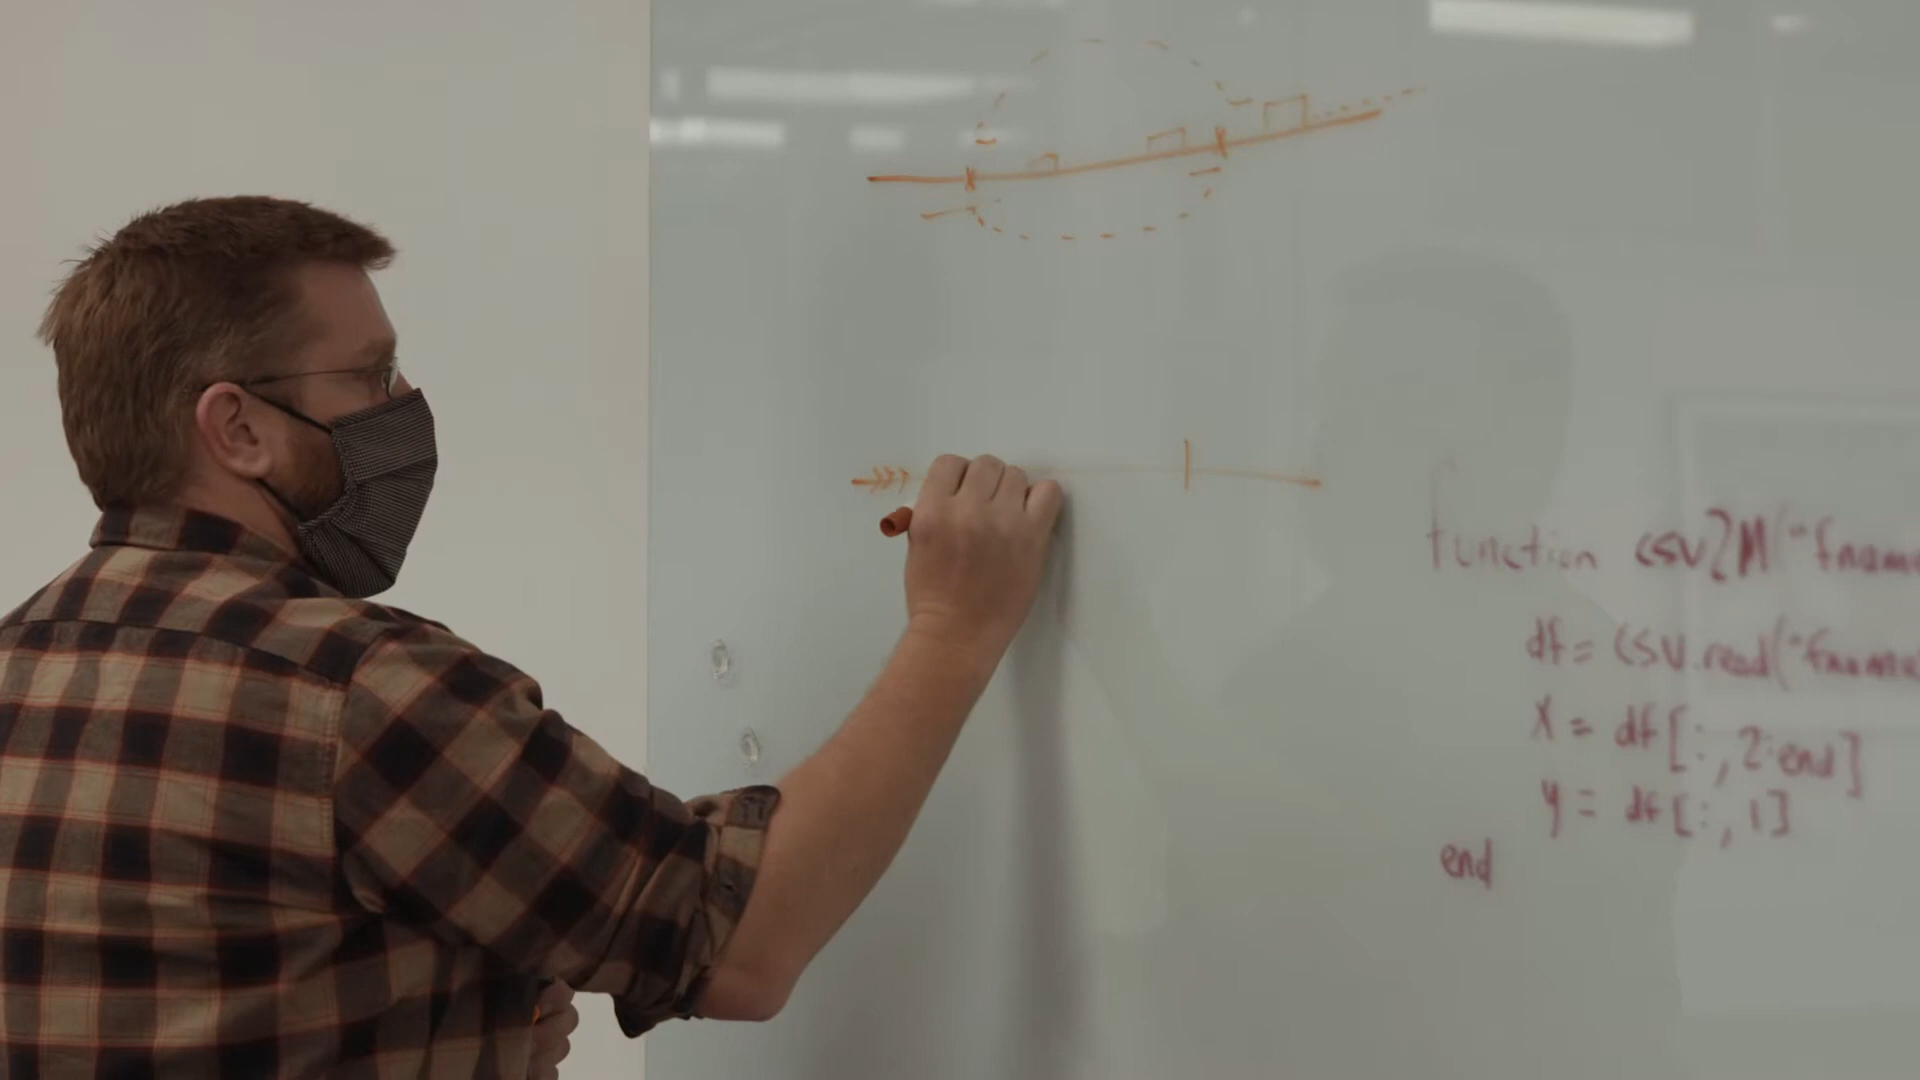 function csv2M("fname
df = CSV.read("fname
X = df[:, 2:end]
y = df[:, 1]
end